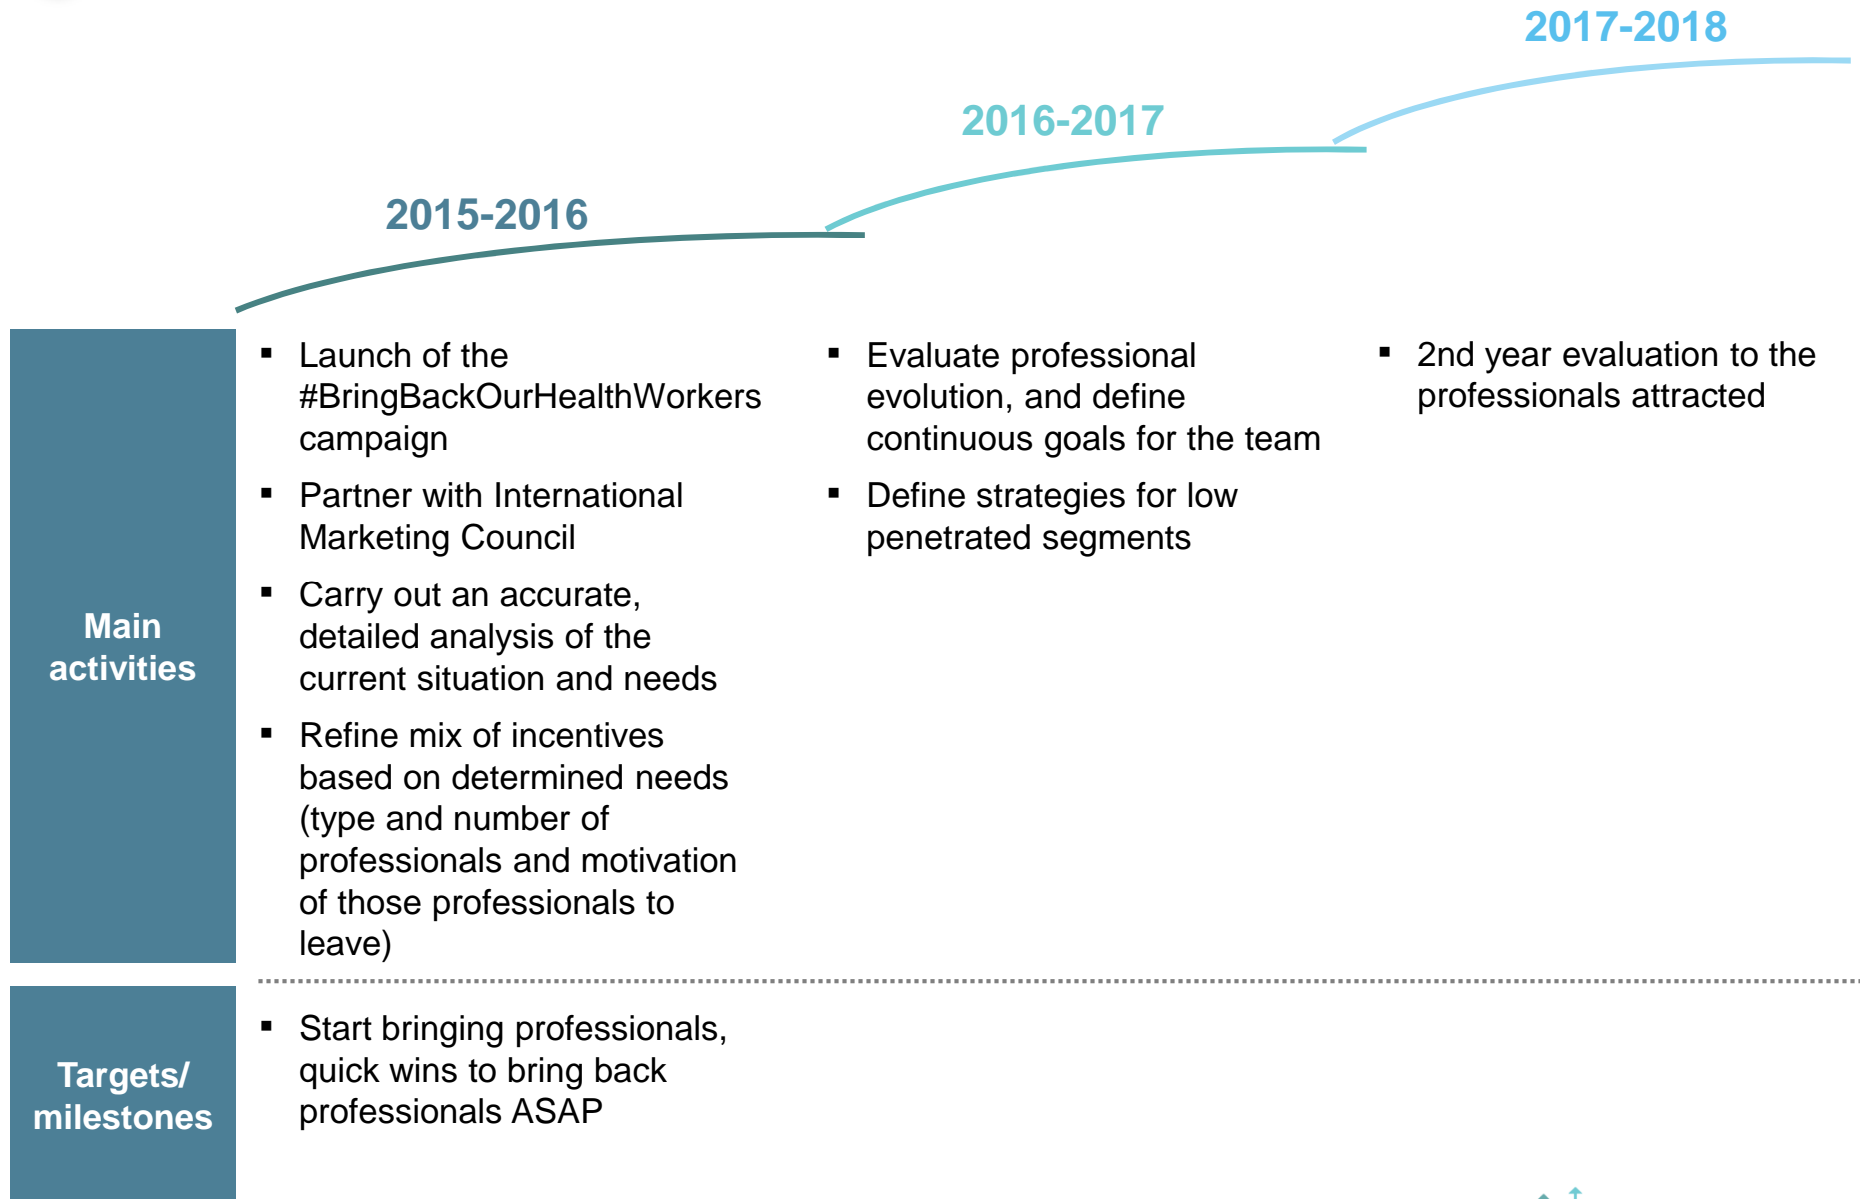 2017-2018
2016-2017
2015-2016
Main
activities
▪ Launch of the
#BringBackOurHealthWorkers
campaign
▪ Partner with International
Marketing Council
▪ Carry out an accurate,
detailed analysis of the
current situation and needs
▪ Refine mix of incentives
based on determined needs
(type and number of
professionals and motivation
of those professionals to
leave)
▪ Evaluate professional
evolution, and define
continuous goals for the team
▪ Define strategies for low
penetrated segments
▪ 2nd year evaluation to the
professionals attracted
Targets/
milestones
▪ Start bringing professionals,
quick wins to bring back
professionals ASAP